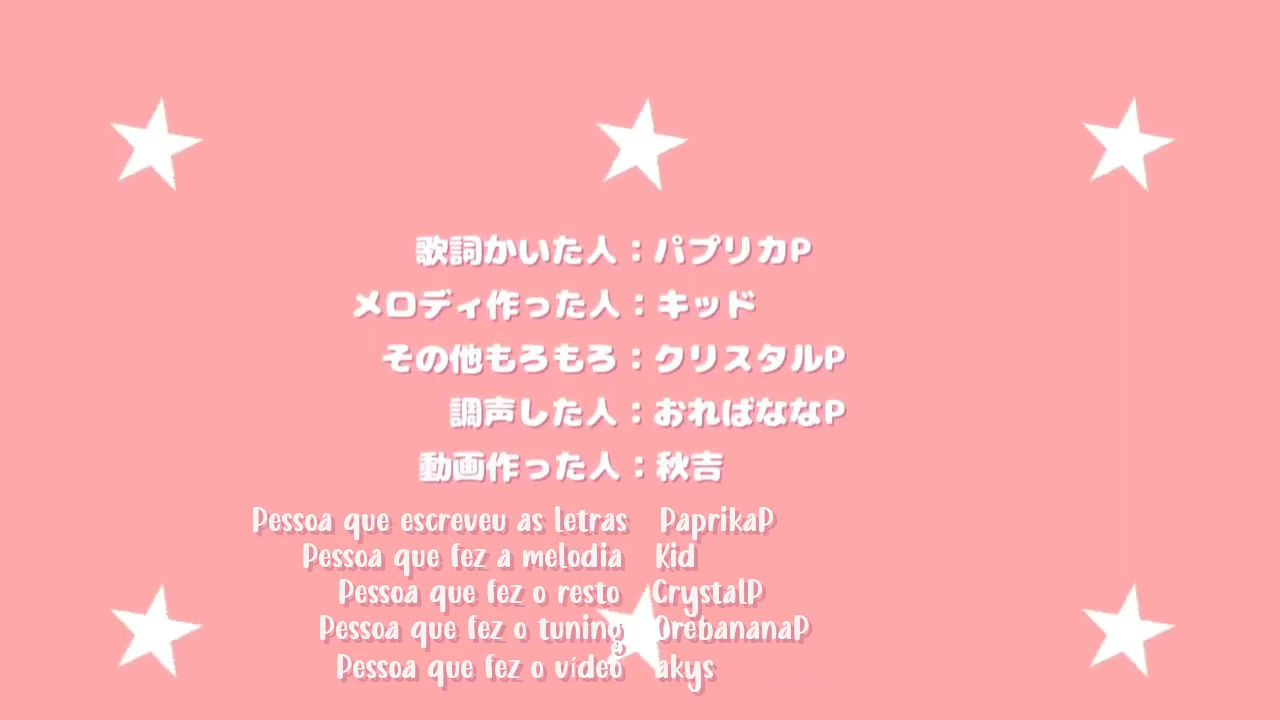 歌詞かいた人：パプリカP
メロディ作った人：キッド
その他もろもろ：クリスタルP
調声した人：おればななP
動画作った人：秋吉
Pessoa que escreveu as letras PaprikaP
Pessoa que fez a melodia Kid
Pessoa que fez o resto CrystalP
Pessoa que fez o tuning OrebananaP
Pessoa que fez o vídeo akys